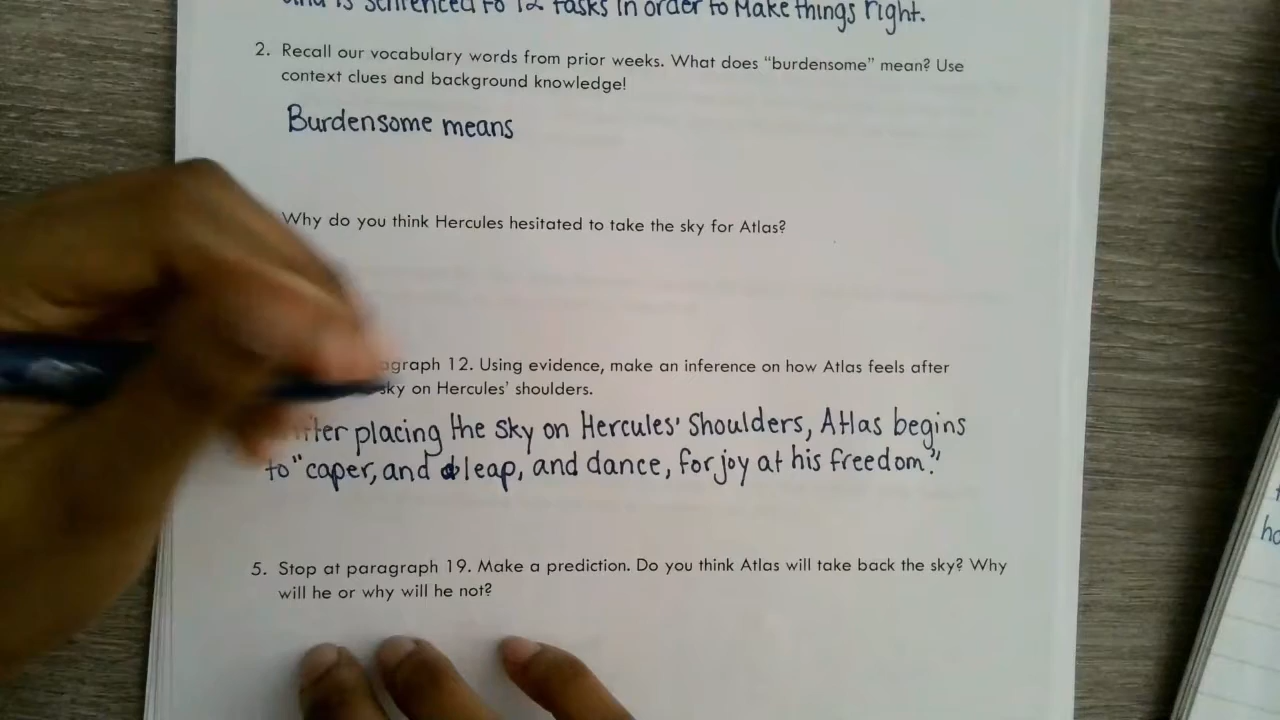 is sentenced to 12 tasks in order to Make things right.
2. Recall our vocabulary words from prior weeks. What does "burdensome" mean? Use
context clues and background knowledge!
Burdensome means
Why do you think Hercules hesitated to take the sky for Atlas?
12. Using evidence, make an inference on how Atlas feels after
on Hercules' shoulders.
placing the sky on Hercules' Shoulders, Atlas begins
to "caper, and leap, and dance, for joy at his freedom."
5. Stop at paragraph 19. Make a prediction. Do you think Atlas will take back the sky? Why
will he or why will he not?